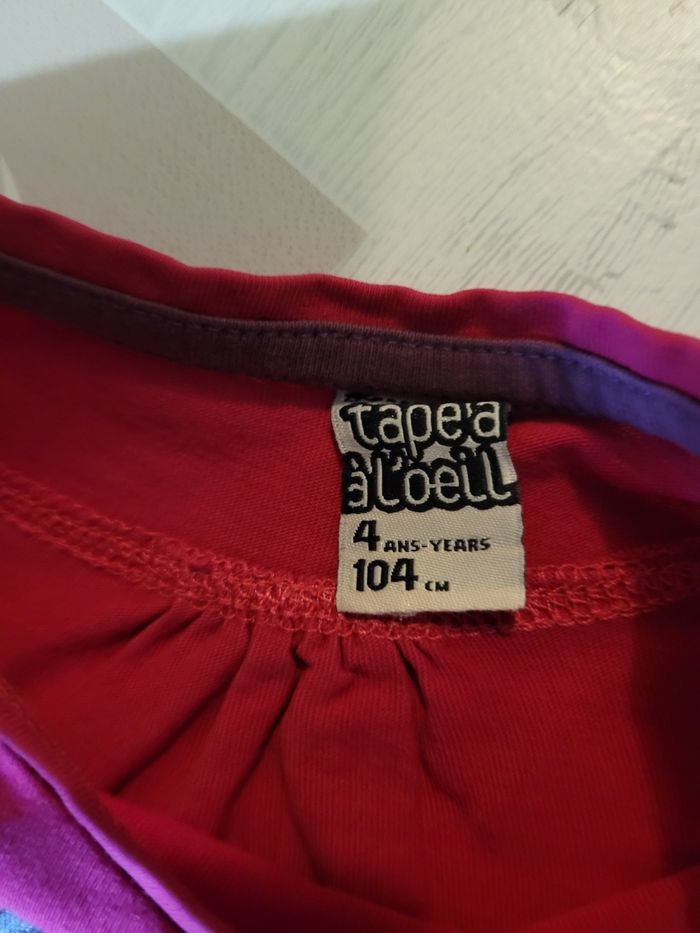 tape a
à l'oeil
4 ANS-YEARS
104 CM